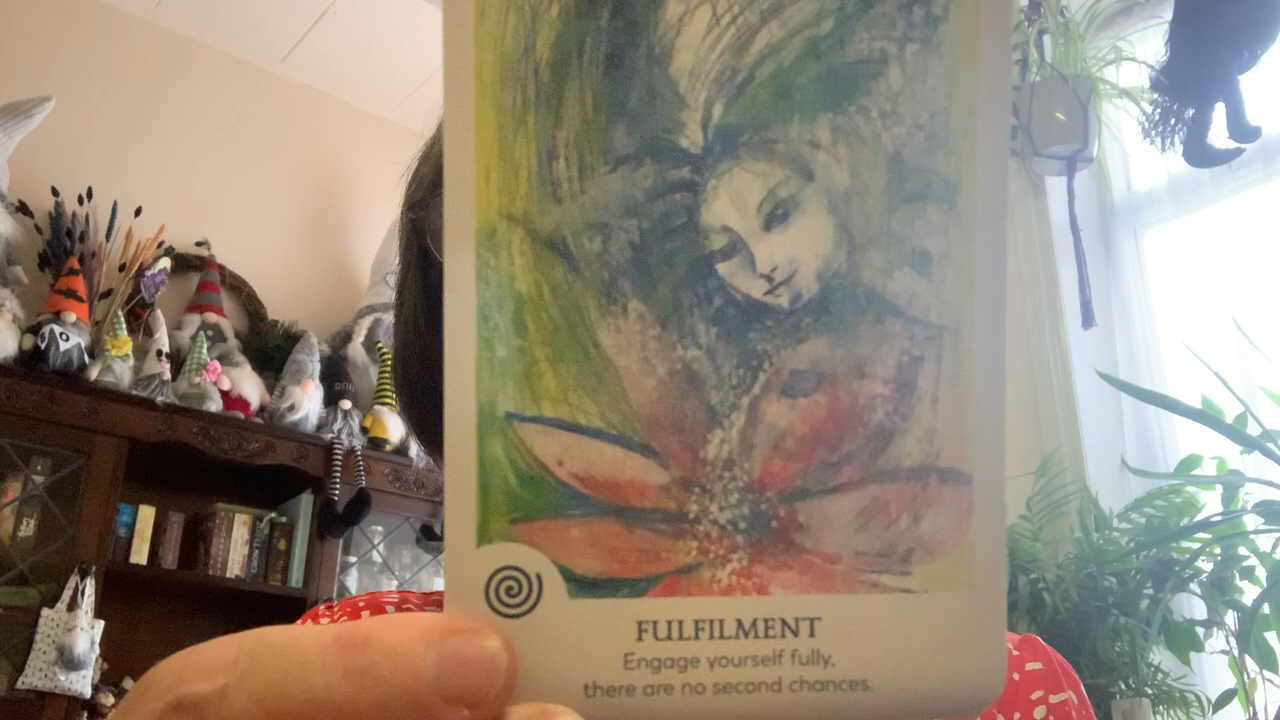 FULFILMENT
Engage yourself fully,
there are no second chances.